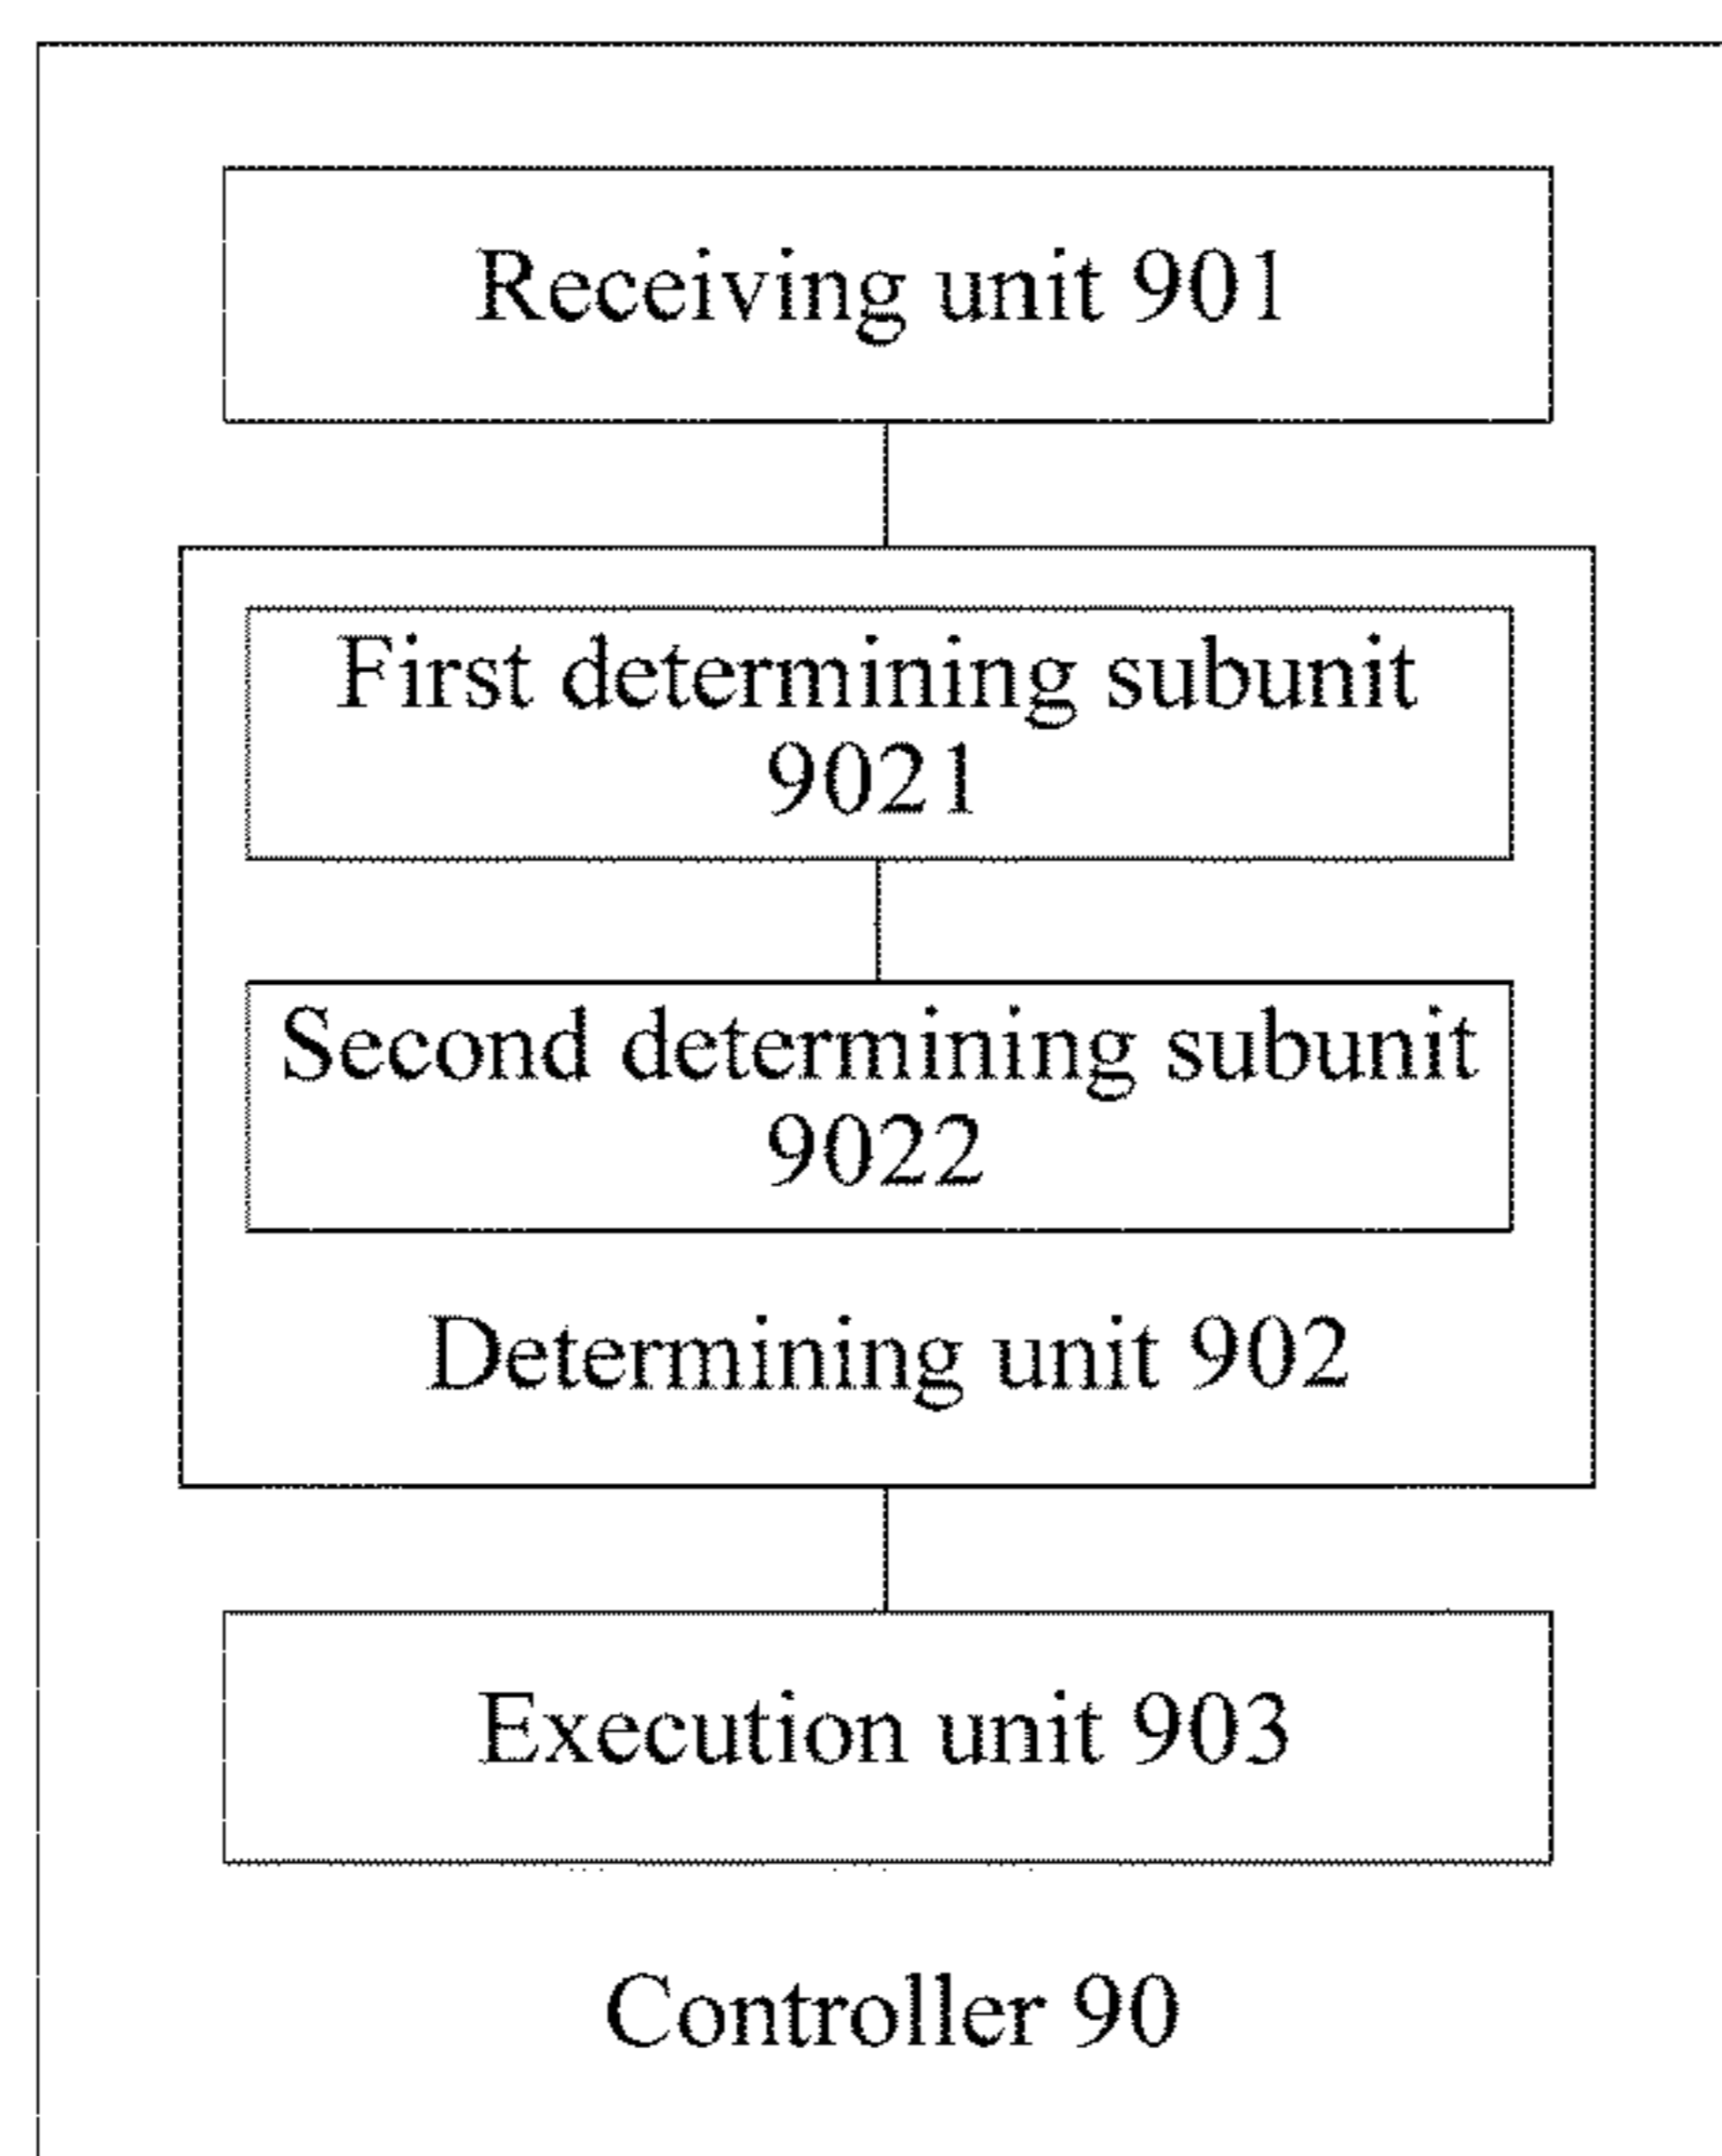 Receiving unit 901
First determining subunit
9021
Second determining subunit
9022
Determining unit 902
Execution unit 903
Controller 90